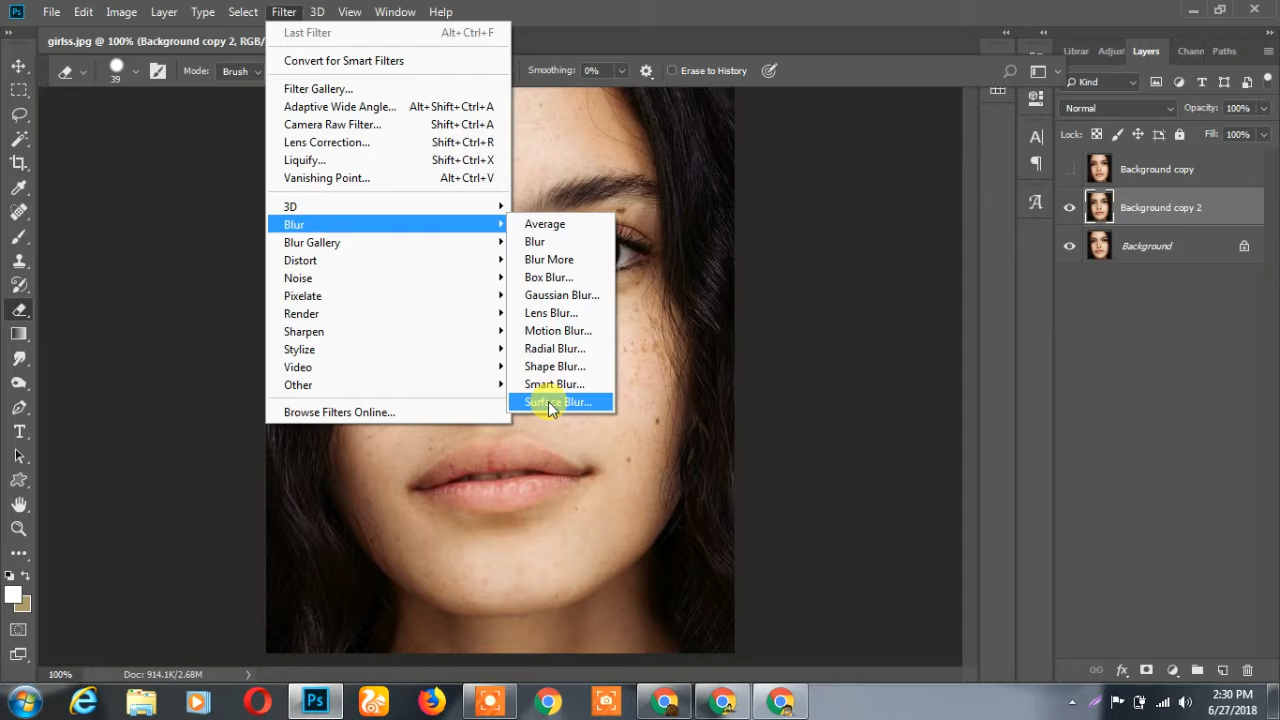 Ps File Edit Image Layer Type Select Filter 3D View Window Help
girlss.jpg @ 100% (Background copy 2, RGB/
39 Mode: Brush Smoothing: 0% Erase to History
Last Filter Alt+Ctrl+F
Convert for Smart Filters
Filter Gallery...
Adaptive Wide Angle... Alt+Shift+Ctrl+A
Camera Raw Filter... Shift+Ctrl+A
Lens Correction... Shift+Ctrl+R
Liquify... Shift+Ctrl+X
Vanishing Point... Alt+Ctrl+V
3D
Blur
Blur Gallery
Distort
Noise
Pixelate
Render
Sharpen
Stylize
Video
Other
Browse Filters Online...
Average
Blur
Blur More
Box Blur...
Gaussian Blur...
Lens Blur...
Motion Blur...
Radial Blur...
Shape Blur...
Smart Blur...
Surface Blur...
Librar Adjus Layers Chann Paths
Kind
Normal Opacity: 100%
Lock: Fill: 100%
Background copy
Background copy 2
Background
100% Doc: 914.1K/2.68M
Ps
2:30 PM
6/27/2018